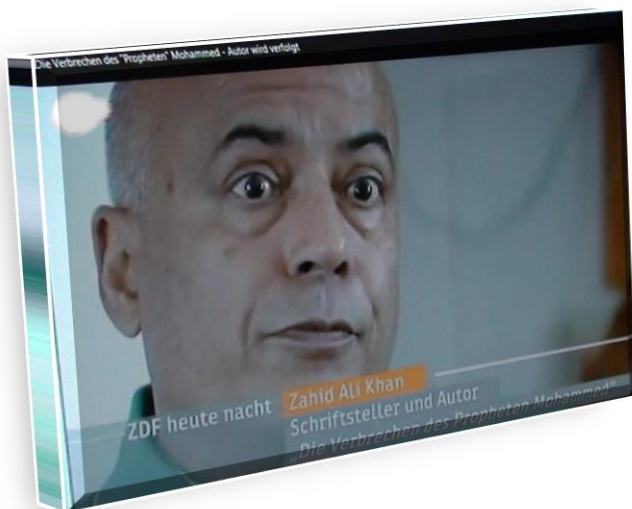 Die Verbrechen des "Propheten" Mohammed - Autor wird verfolgt
ZDF heute nacht
Zahid Ali Khan
Schriftsteller und Autor
„Die Verbrechen des Propheten Mohammed"